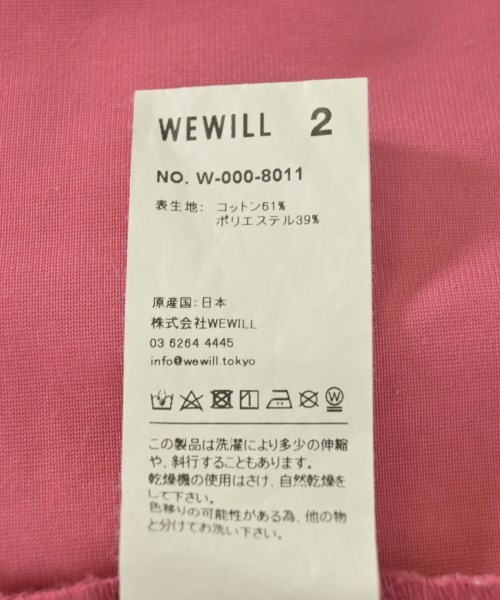 WEWILL 2
NO. W-000-8011
表生地: コットン61%
ポリエステル39%
原産国:日本
株式会社WEWILL
03 6264 4445
info@wewill.tokyo
この製品は洗濯により多少の伸縮
や、斜行することもあります。
乾燥機の使用はさけ、自然乾燥を
して下さい。
色移りの可能性がある為、他の物
と分けてお洗い下さい。